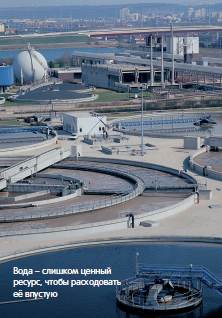 Вода – слишком ценный
ресурс, чтобы расходовать
её впустую